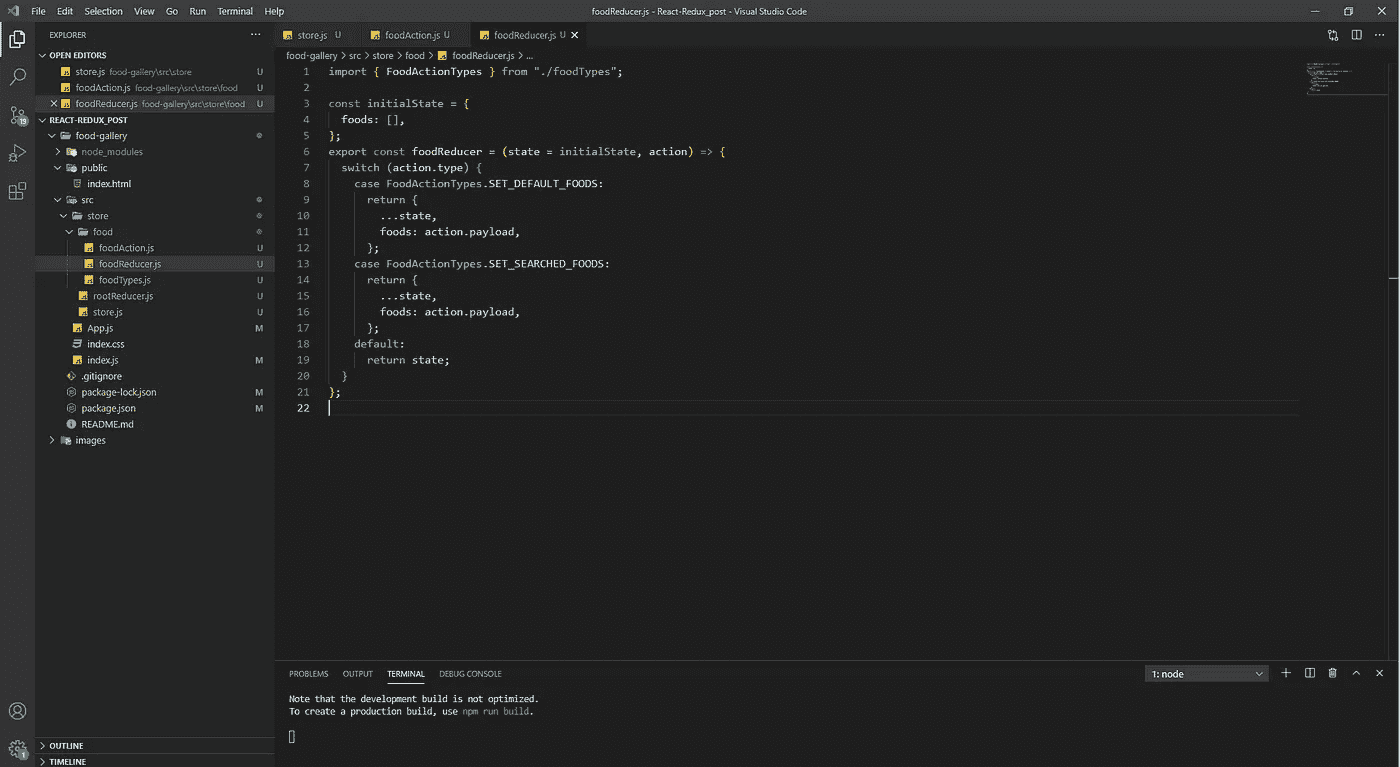 File Edit Selection View Go Run Terminal Help foodReducer.js - React-Redux_post - Visual Studio Code
EXPLORER
OPEN EDITORS
store.js food-gallery\src\store U
foodAction.js food-gallery\src\store\food U
foodReducer.js food-gallery\src\store\food U
REACT-REDUX_POST
food-gallery
node_modules
public
index.html
src
store
food
foodAction.js U
foodReducer.js U
foodTypes.js U
rootReducer.js U
store.js U
App.js M
index.css
index.js M
.gitignore
package-lock.json M
package.json M
README.md
images
OUTLINE
TIMELINE
19
1
store.js U foodAction.js U foodReducer.js U
food-gallery > src > store > food > foodReducer.js > ...
1 import { FoodActionTypes } from "./foodTypes";
2
3 const initialState = {
4 foods: [],
5 };
6 export const foodReducer = (state = initialState, action) => {
7 switch (action.type) {
8 case FoodActionTypes.SET_DEFAULT_FOODS:
9 return {
10 ...state,
11 foods: action.payload,
12 };
13 case FoodActionTypes.SET_SEARCHED_FOODS:
14 return {
15 ...state,
16 foods: action.payload,
17 };
18 default:
19 return state;
20 }
21 };
22
PROBLEMS OUTPUT TERMINAL DEBUG CONSOLE 1: node
Note that the development build is not optimized.
To create a production build, use npm run build.